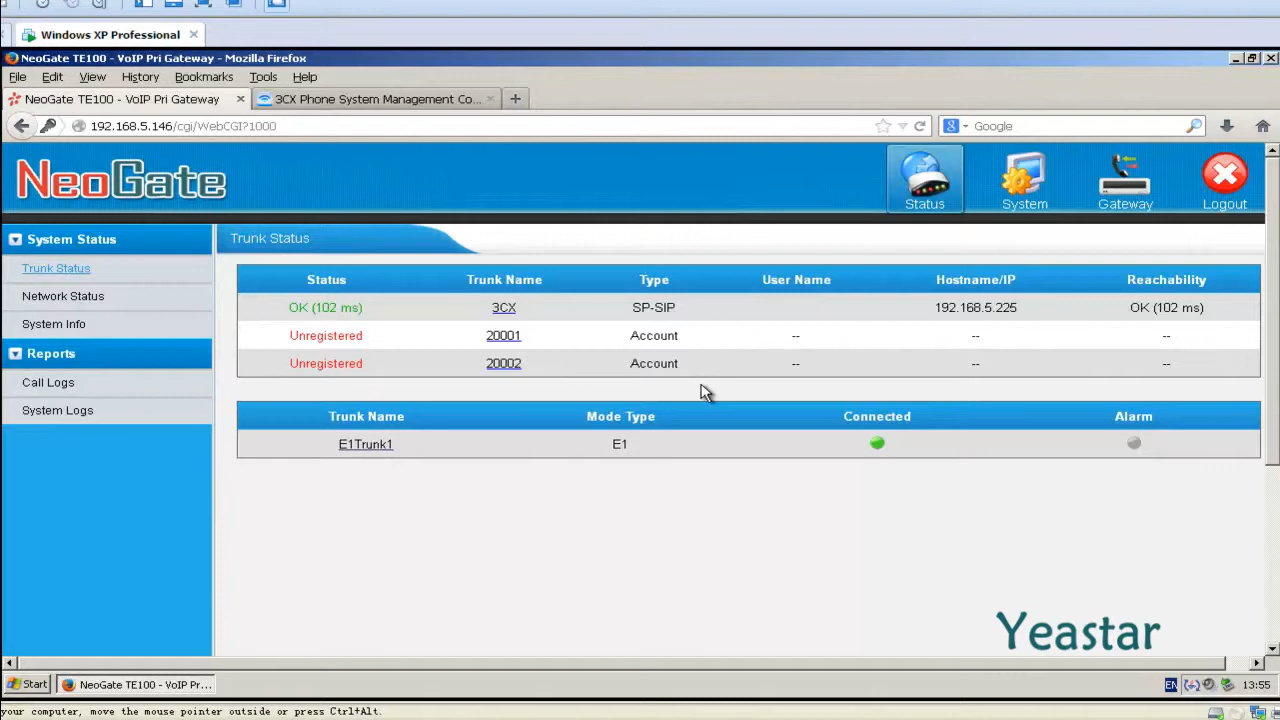 Windows XP Professional
NeoGate TE100 - VoIP Pri Gateway - Mozilla Firefox
File Edit View History Bookmarks Tools Help
NeoGate TE100 - VoIP Pri Gateway
3CX Phone System Management Co...
192.168.5.146/cgi/WebCGI?1000
Google
NeoGate
Status
System
Gateway
Logout
System Status
Trunk Status
Network Status
System Info
Reports
Call Logs
System Logs
Trunk Status
Status Trunk Name Type User Name Hostname/IP Reachability
OK (102 ms) 3CX SP-SIP 192.168.5.225 OK (102 ms)
Unregistered 20001 Account -- -- --
Unregistered 20002 Account -- -- --
Trunk Name Mode Type Connected Alarm
E1Trunk1 E1
Yeastar
Start
NeoGate TE100 - VoIP Pr...
EN
13:55
your computer, move the mouse pointer outside or press Ctrl+Alt.